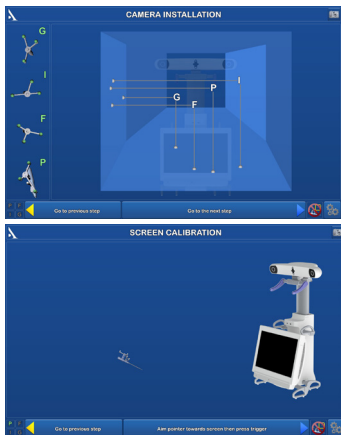 CAMERA INSTALLATION
G
I
F
P
I
P
G
F
Go to previous step
Go to the next step
SCREEN CALIBRATION
Go to previous step
Aim pointer towards screen then press trigger